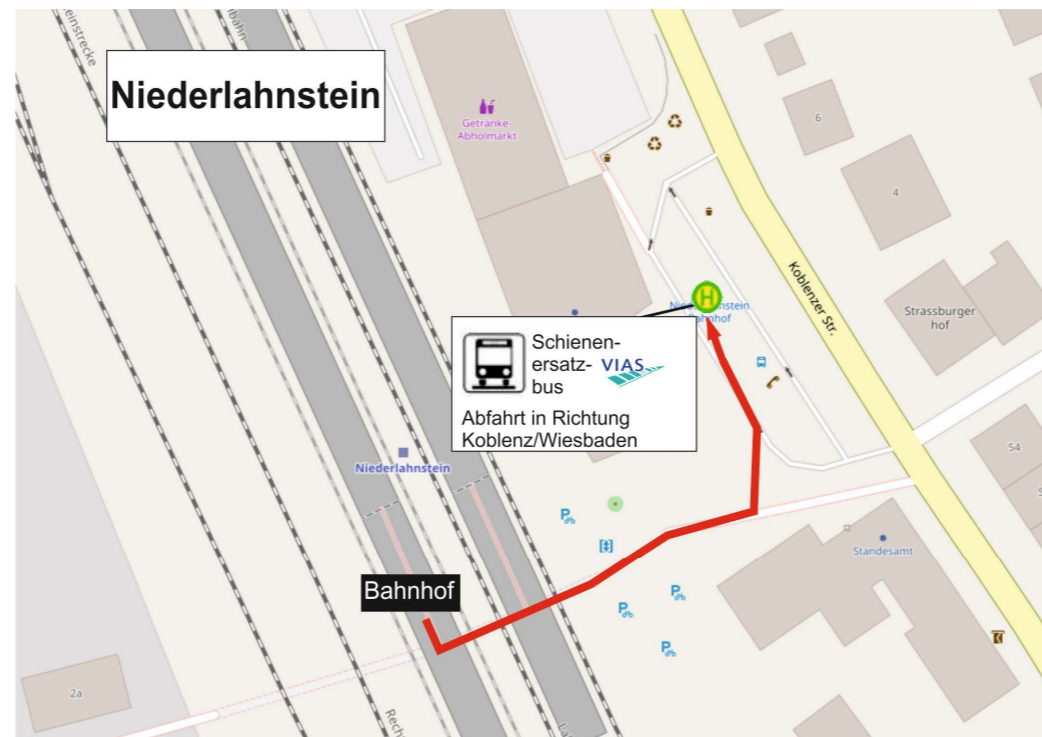 Niederlahnstein
Getränke-
Abholmarkt
6
4
Koblenzer Str.
Strassburger
hof
H
Bahnhof
Schienen-
ersatz-
bus
VIAS
Abfahrt in Richtung
Koblenz/Wiesbaden
54
Niederlahnstein
P
Standesamt
Bahnhof
P
P
P
2a